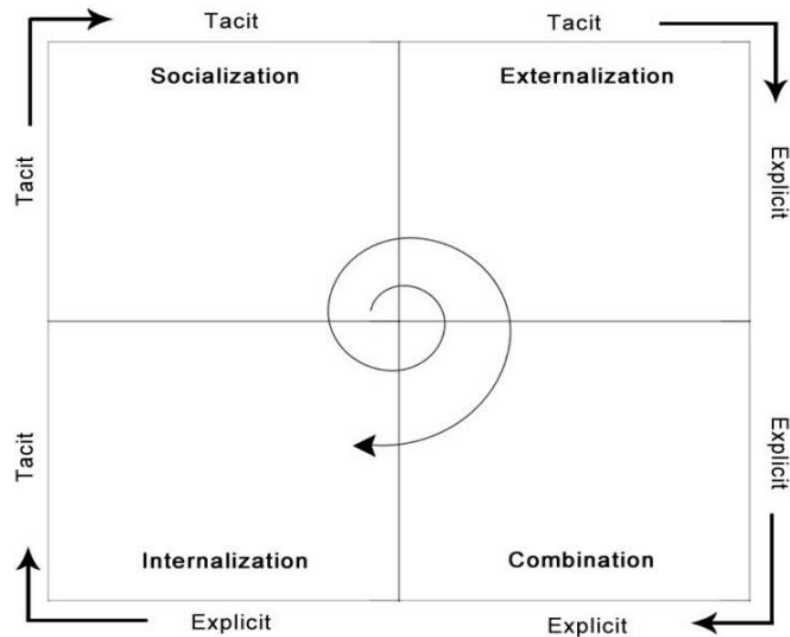 Tacit Tacit
Socialization Externalization
Tacit Explicit
Tacit Explicit
Internalization Combination
Explicit Explicit